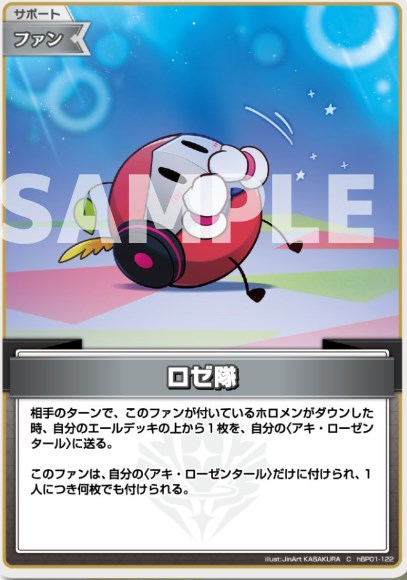 サポート
ファン
SAMPLE
ロゼ隊
相手のターンで、このファンが付いているホロメンがダウンした
時、自分のエールデッキの上から1枚を、自分の〈アキ・ローゼン
タール〉に送る。
このファンは、自分の〈アキ・ローゼンタール〉だけに付けられ、1
人につき何枚でも付けられる。
illust:JinArt KABAKURA C hBP01-122